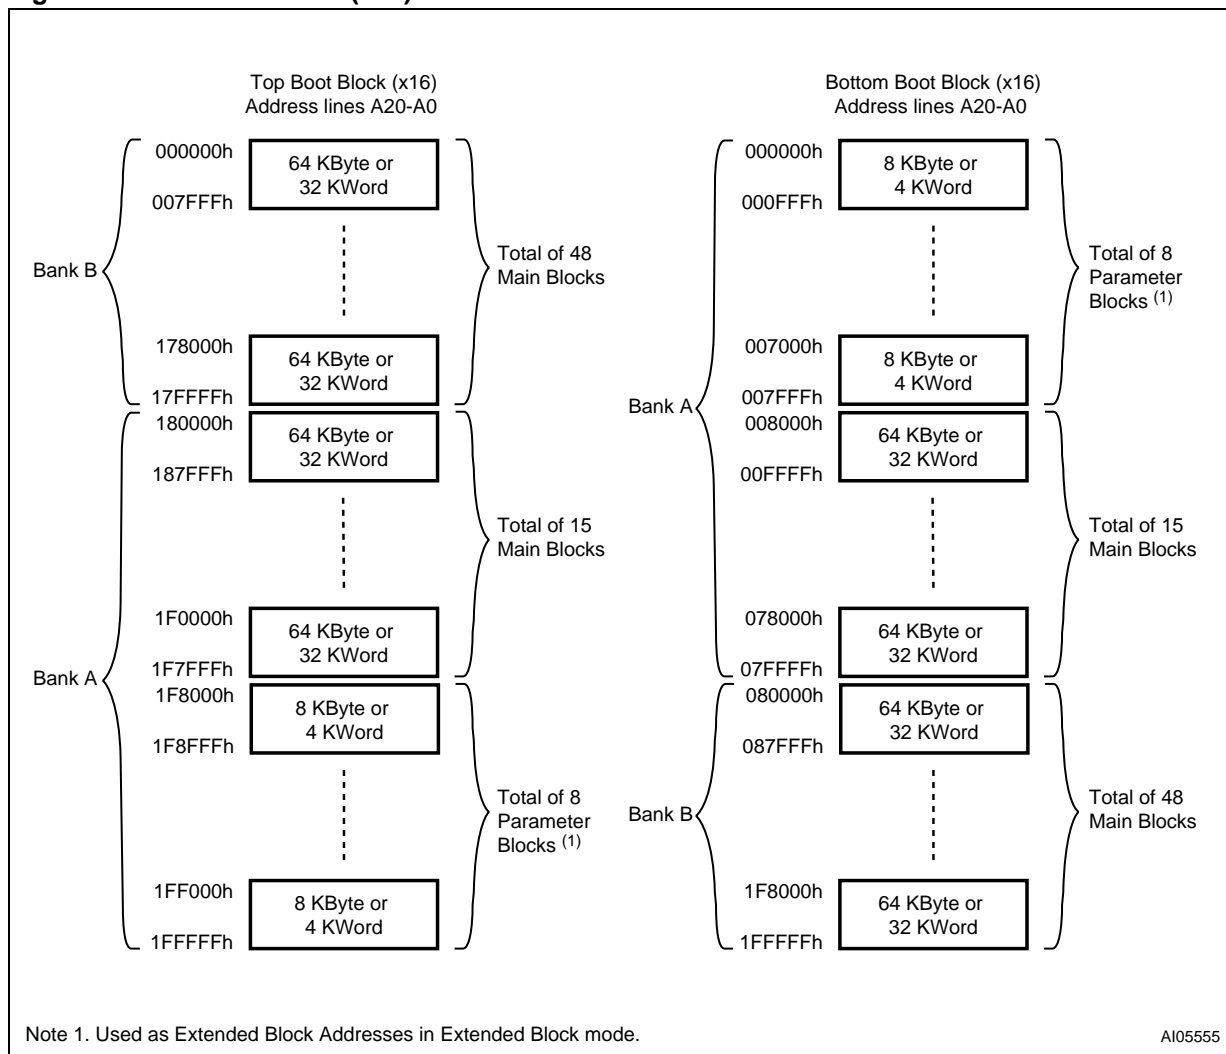 Top Boot Block (x16)
Address lines A20-A0
000000h
64 KByte or
32 KWord
007FFFh
Total of 48
Main Blocks
Bank B
178000h
64 KByte or
32 KWord
17FFFFh
180000h
64 KByte or
32 KWord
187FFFh
Total of 15
Main Blocks
1F0000h
64 KByte or
32 KWord
1F7FFFh
Bank A
1F8000h
8 KByte or
4 KWord
1F8FFFh
Total of 8
Parameter
Blocks (1)
1FF000h
8 KByte or
4 KWord
1FFFFFh
Bottom Boot Block (x16)
Address lines A20-A0
000000h
8 KByte or
4 KWord
000FFFh
Total of 8
Parameter
Blocks (1)
007000h
8 KByte or
4 KWord
007FFFh
Bank A
008000h
64 KByte or
32 KWord
00FFFFh
Total of 15
Main Blocks
078000h
64 KByte or
32 KWord
07FFFFh
080000h
64 KByte or
32 KWord
087FFFh
Bank B
Total of 48
Main Blocks
1F8000h
64 KByte or
32 KWord
1FFFFFh
Note 1. Used as Extended Block Addresses in Extended Block mode.
AI05555